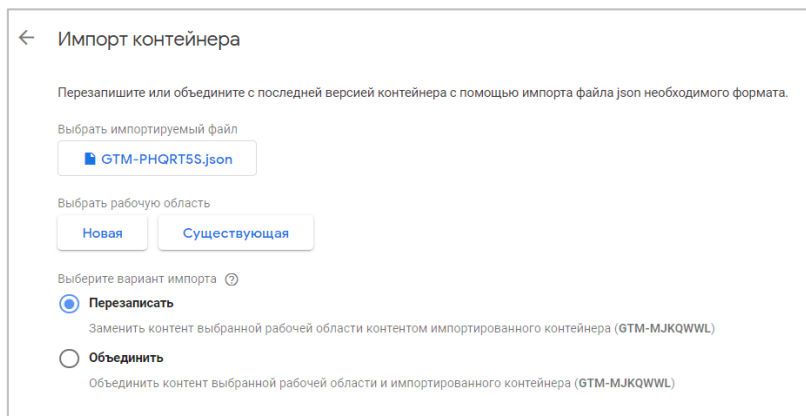 Импорт контейнера
Перезапишите или объедините с последней версией контейнера с помощью импорта файла json необходимого формата.
Выбрать импортируемый файл
GTM-PHQRT5S.json
Выбрать рабочую область
Новая Существующая
Выберите вариант импорта ?
Перезаписать
Заменить контент выбранной рабочей области контентом импортированного контейнера (GTM-MJKQWWL)
Объединить
Объединить контент выбранной рабочей области и импортированного контейнера (GTM-MJKQWWL)